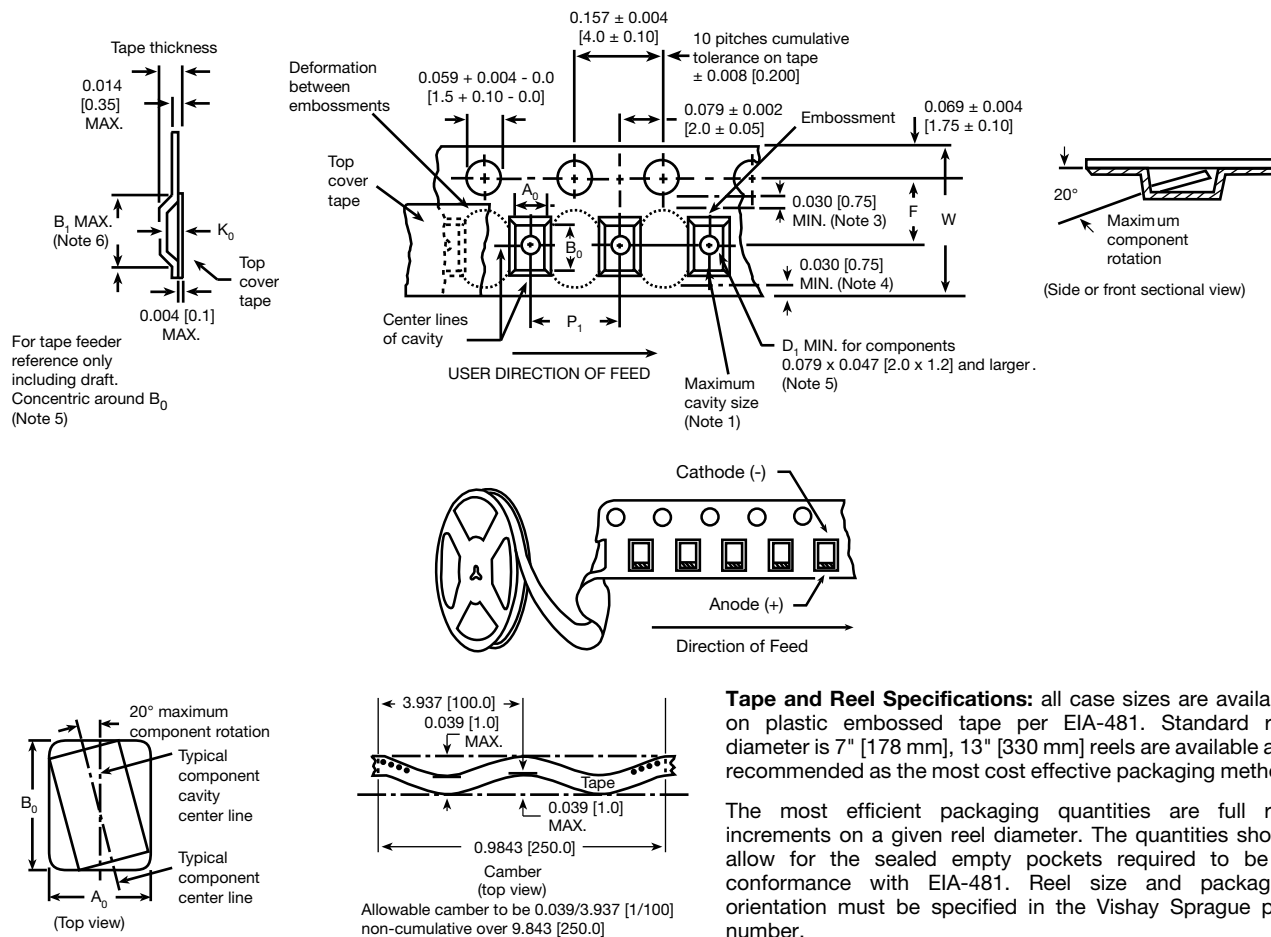 Tape thickness
0.014
[0.35]
MAX.
B1 MAX.
(Note 6)
K0
Top
cover
tape
0.004 [0.1]
MAX.
For tape feeder
reference only
including draft.
Concentric around B0
(Note 5)
Deformation
between
embossments
Top
cover
tape
0.059 + 0.004 - 0.0
[1.5 + 0.10 - 0.0]
0.157 ± 0.004
[4.0 ± 0.10]
10 pitches cumulative
tolerance on tape
± 0.008 [0.200]
0.079 ± 0.002
[2.0 ± 0.05]
Embossment
0.069 ± 0.004
[1.75 ± 0.10]
A0
B0
0.030 [0.75]
MIN. (Note 3)
F
W
0.030 [0.75]
MIN. (Note 4)
Center lines
of cavity
P1
USER DIRECTION OF FEED
Maximum
cavity size
(Note 1)
D1 MIN. for components
0.079 x 0.047 [2.0 x 1.2] and larger.
(Note 5)
20°
Maximum
component
rotation
(Side or front sectional view)
Cathode (-)
Anode (+)
Direction of Feed
20° maximum
component rotation
Typical
component
cavity
center line
B0
Typical
component
center line
A0
(Top view)
3.937 [100.0]
0.039 [1.0]
MAX.
Tape
0.039 [1.0]
MAX.
0.9843 [250.0]
Camber
(top view)
Allowable camber to be 0.039/3.937 [1/100]
non-cumulative over 9.843 [250.0]
Tape and Reel Specifications: all case sizes are availa
on plastic embossed tape per EIA-481. Standard r
diameter is 7" [178 mm], 13" [330 mm] reels are available a
recommended as the most cost effective packaging meth
The most efficient packaging quantities are full r
increments on a given reel diameter. The quantities sho
allow for the sealed empty pockets required to be
conformance with EIA-481. Reel size and packag
orientation must be specified in the Vishay Sprague p
number.